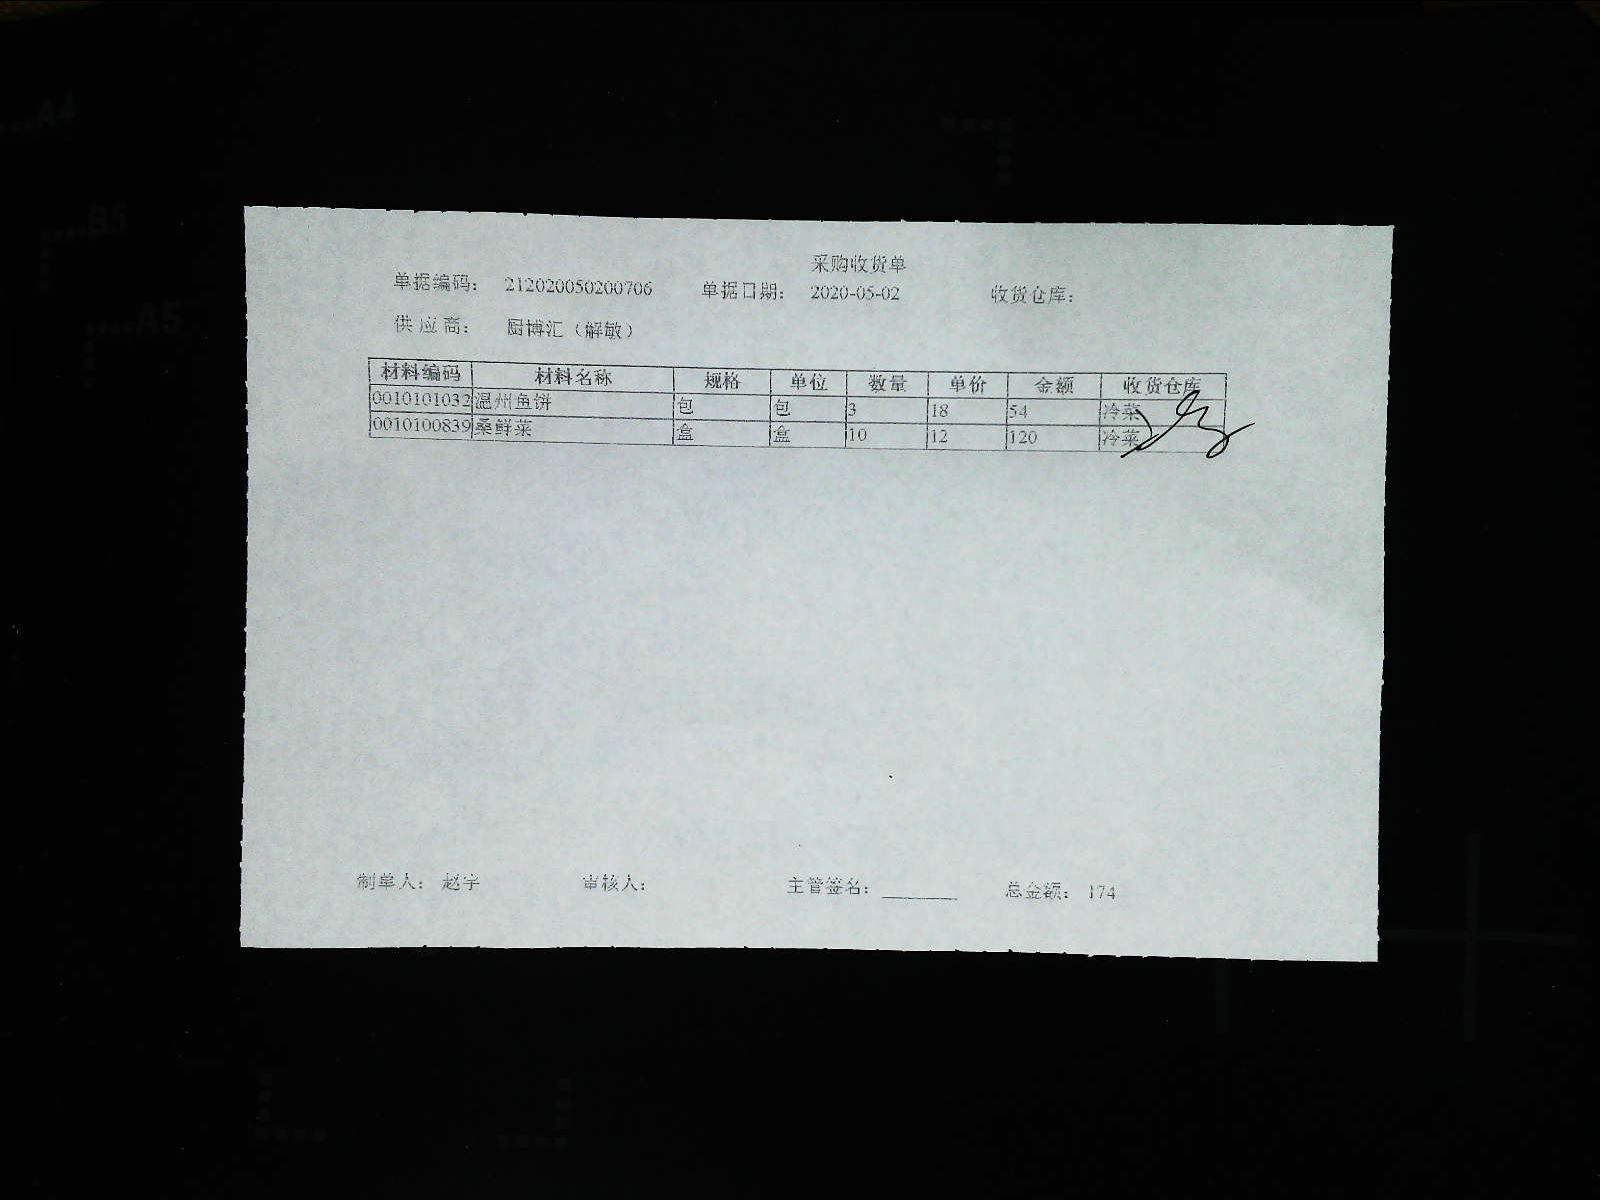 采购收货单
单据编码： 212020050200706 单据日期： 2020-05-02 收货仓库：
供应商： 厨博汇（解敏）
材料编码 材料名称 规格 单位 数量 单价 金额 收货仓库
0010101032 温州鱼饼 包 包 3 18 54 冷菜
0010100839 桑鲜菜 盒 盒 10 12 120 冷菜
制单人： 赵宇 审核人： 主管签名： 总金额： 174
A4
B5
A5